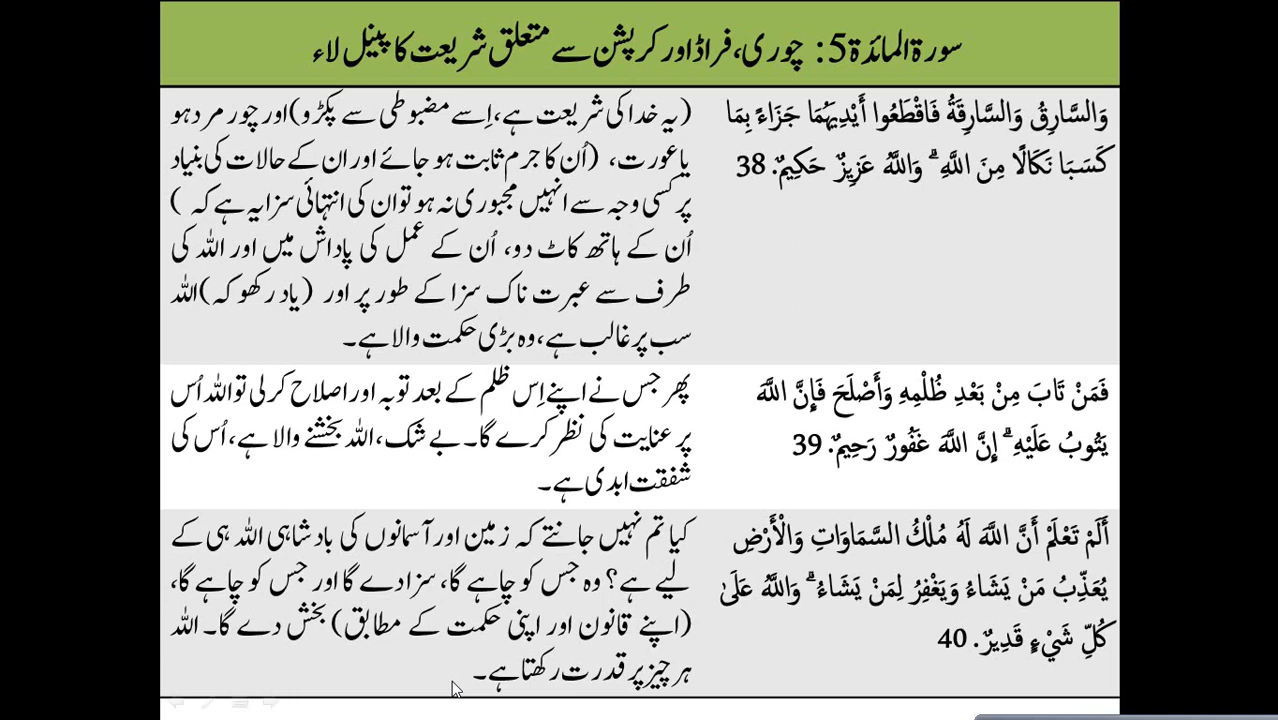 سورۃ المائدۃ 5: چوری، فراڈ اور کرپشن سے متعلق شریعت کا پینل لاء
وَالسَّارِقُ وَالسَّارِقَةُ فَاقْطَعُوا أَيْدِيَهُمَا جَزَاءً بِمَا
كَسَبَا نَكَالًا مِنَ اللَّهِ ۗ وَاللَّهُ عَزِيزٌ حَكِيمٌ. 38
(یہ خدا کی شریعت ہے، اِسے مضبوطی سے پکڑو) اور چور مرد ہو
یا عورت، (اُن کا جرم ثابت ہو جائے اور ان کے حالات کی بنیاد
پر کسی وجہ سے انہیں مجبوری نہ ہو تو ان کی انتہائی سزا یہ ہے کہ )
اُن کے ہاتھ کاٹ دو، اُن کے عمل کی پاداش میں اور اللہ کی
طرف سے عبرت ناک سزا کے طور پر اور (یاد رکھو کہ) اللہ
سب پر غالب ہے، وہ بڑی حکمت والا ہے۔
فَمَنْ تَابَ مِنْ بَعْدِ ظُلْمِهِ وَأَصْلَحَ فَإِنَّ اللَّهَ
يَتُوبُ عَلَيْهِ ۗ إِنَّ اللَّهَ غَفُورٌ رَحِيمٌ. 39
پھر جس نے اپنے اِس ظلم کے بعد توبہ اور اصلاح کر لی تو اللہ اُس
پر عنایت کی نظر کرے گا۔ بے شک، اللہ بخشنے والا ہے، اُس کی
شفقت ابدی ہے۔
أَلَمْ تَعْلَمْ أَنَّ اللَّهَ لَهُ مُلْكُ السَّمَاوَاتِ وَالْأَرْضِ
يُعَذِّبُ مَنْ يَشَاءُ وَيَغْفِرُ لِمَنْ يَشَاءُ ۗ وَاللَّهُ عَلَىٰ
كُلِّ شَيْءٍ قَدِيرٌ. 40
کیا تم نہیں جانتے کہ زمین اور آسمانوں کی بادشاہی اللہ ہی کے
لیے ہے؟ وہ جس کو چاہے گا، سزا دے گا اور جس کو چاہے گا،
(اپنے قانون اور اپنی حکمت کے مطابق) بخش دے گا۔ اللہ
ہر چیز پر قدرت رکھتا ہے۔